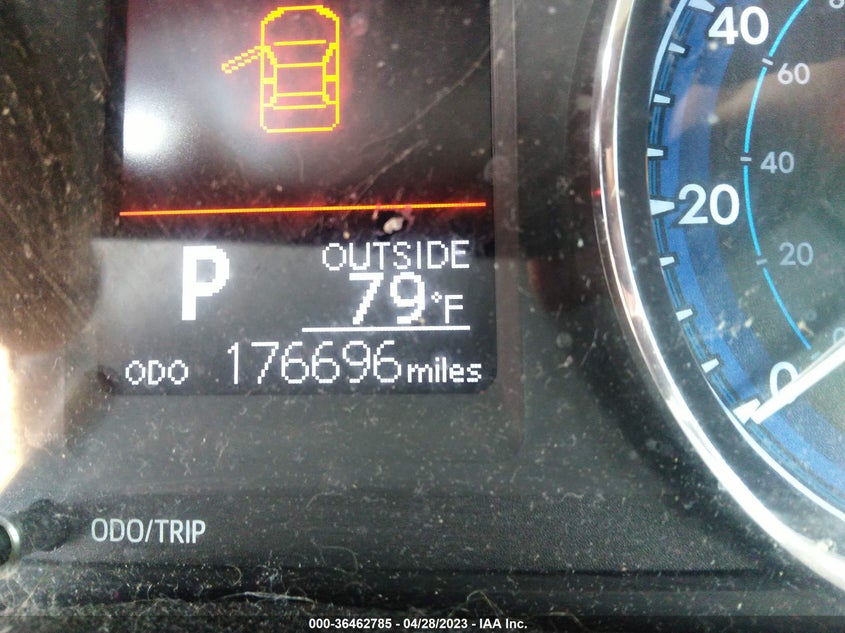 P
OUTSIDE
79°F
ODO 176696 miles
ODO/TRIP
40
60
40
20
20
0
000-36462785 - 04/28/2023 - IAA Inc.